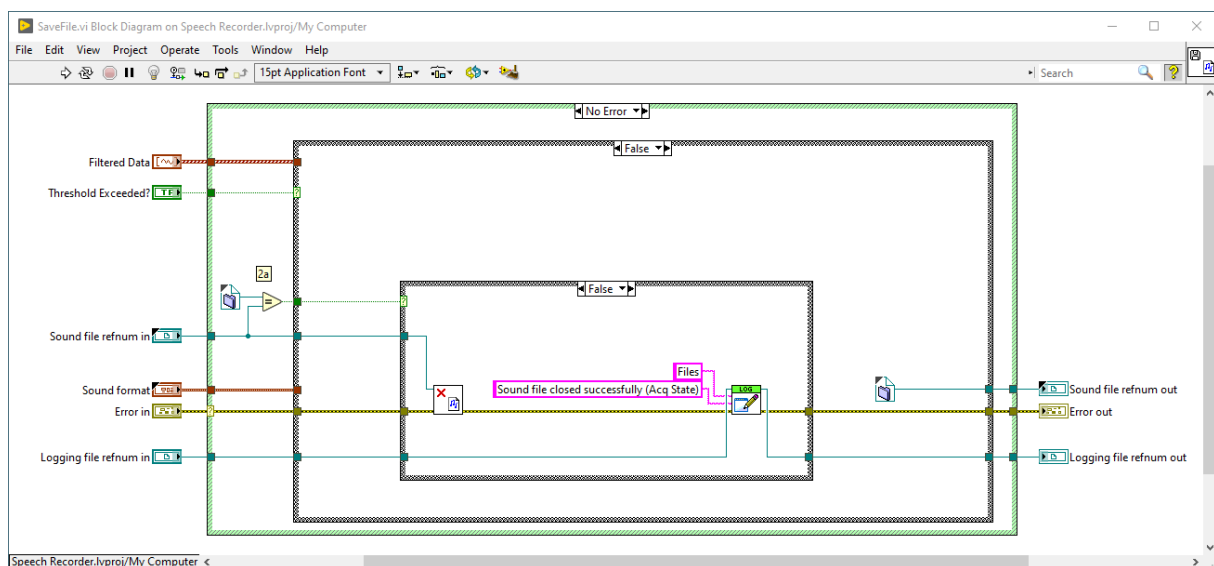 SaveFile.vi Block Diagram on Speech Recorder.lvproj/My Computer
File Edit View Project Operate Tools Window Help
15pt Application Font
Search
No Error
False
Filtered Data
Threshold Exceeded?
TF
2a
False
Sound file refnum in
Files
Sound file closed successfully (Acq State)
LOG
Sound format
Sound file refnum out
Error in
Error out
Logging file refnum in
Logging file refnum out
Speech Recorder.lvproj/My Computer